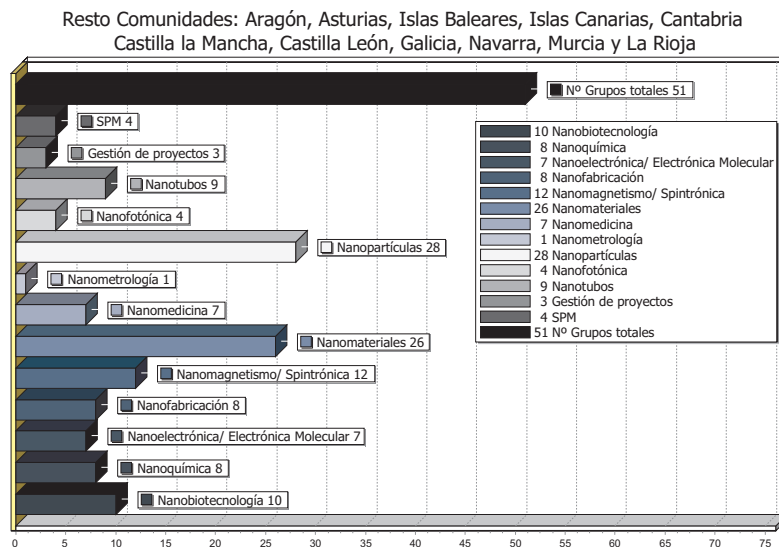 Resto Comunidades: Aragón, Asturias, Islas Baleares, Islas Canarias, Cantabria
Castilla la Mancha, Castilla León, Galicia, Navarra, Murcia y La Rioja
Nº Grupos totales 51
SPM 4
Gestión de proyectos 3
Nanotubos 9
Nanofotónica 4
Nanopartículas 28
Nanometrología 1
Nanomedicina 7
Nanomateriales 26
Nanomagnetismo/ Spintrónica 12
Nanofabricación 8
Nanoelectrónica/ Electrónica Molecular 7
Nanoquímica 8
Nanobiotecnología 10
10 Nanobiotecnología
8 Nanoquímica
7 Nanoelectrónica/ Electrónica Molecular
8 Nanofabricación
12 Nanomagnetismo/ Spintrónica
26 Nanomateriales
7 Nanomedicina
1 Nanometrología
28 Nanopartículas
4 Nanofotónica
9 Nanotubos
3 Gestión de proyectos
4 SPM
51 Nº Grupos totales
0 5 10 15 20 25 30 35 40 45 50 55 60 65 70 75